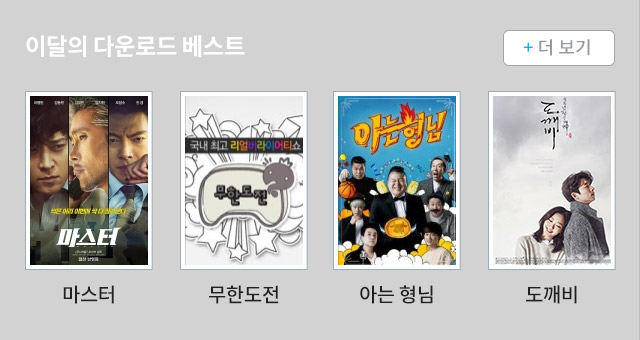 이달의 다운로드 베스트
+ 더 보기
마스터
국내 최고 리얼버라이어티쇼
무한도전
아는형님
도깨비
마스터
무한도전
아는 형님
도깨비